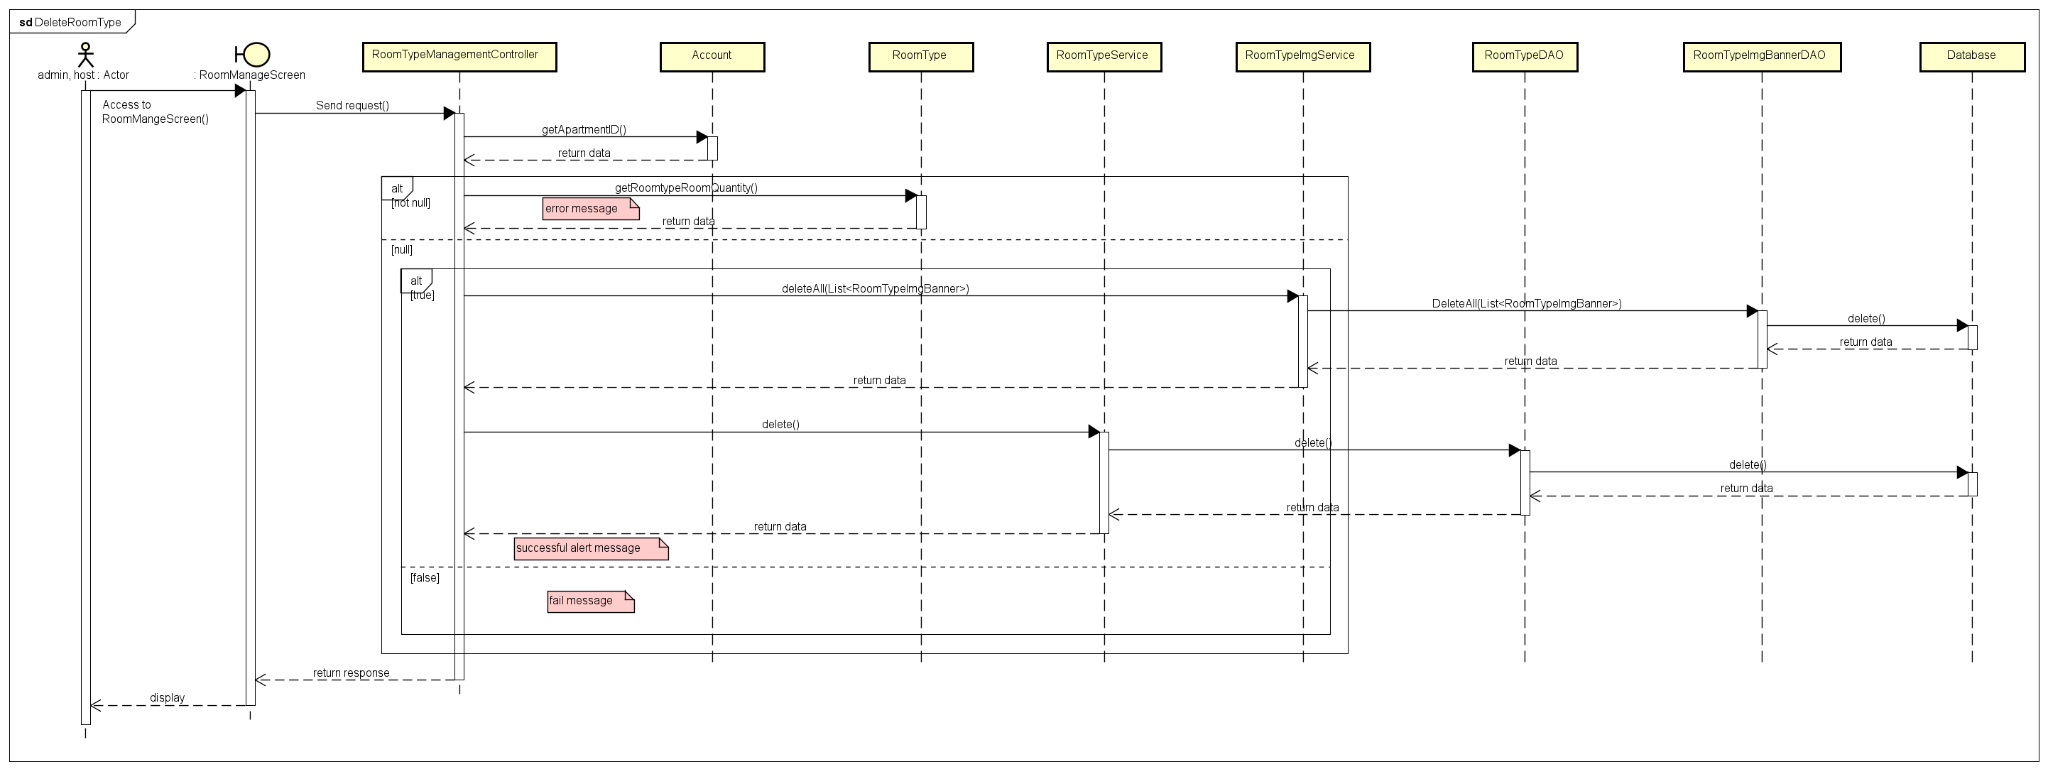 sd DeleteRoomType
admin, host : Actor
: RoomManageScreen
RoomTypeManagementController
Account
RoomType
RoomTypeService
RoomTypeImgService
RoomTypeDAO
RoomTypeImgBannerDAO
Database
Access to
RoomMangeScreen()
Send request()
getApartmentID()
return data
alt
[not null]
getRoomtypeRoomQuantity()
error message
return data
[null]
alt
[true]
deleteAll(List<RoomTypeImgBanner>)
DeleteAll(List<RoomTypeImgBanner>)
delete()
return data
return data
return data
delete()
delete()
delete()
return data
return data
return data
successful alert message
[false]
fail message
return response
display